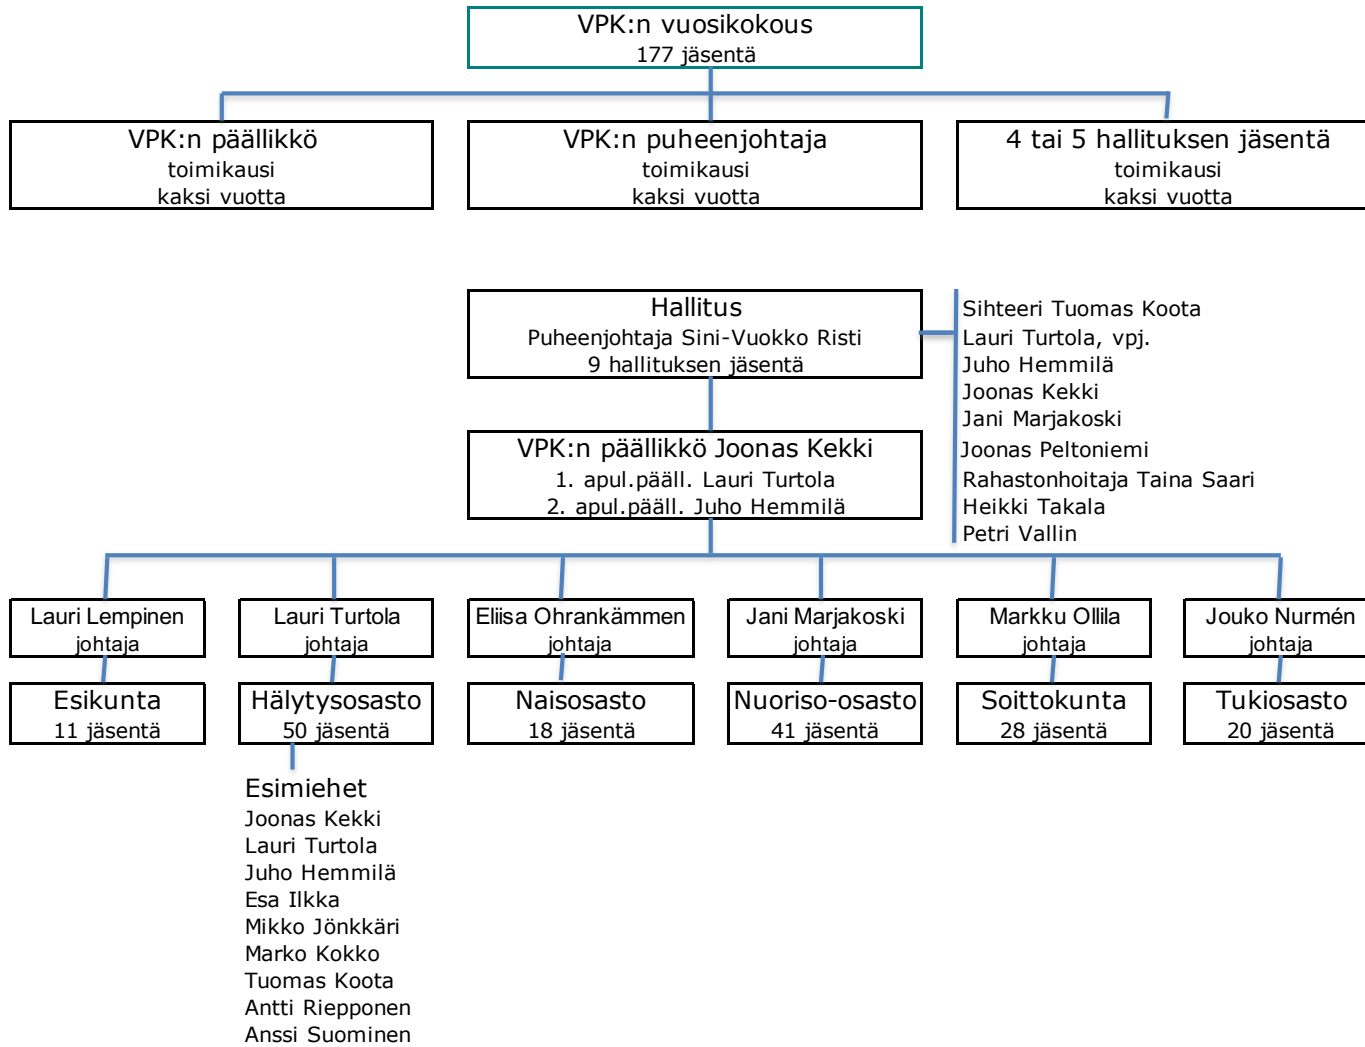 VPK:n vuosikokous
177 jäsentä
VPK:n päällikkö
toimikausi
kaksi vuotta
VPK:n puheenjohtaja
toimikausi
kaksi vuotta
4 tai 5 hallituksen jäsentä
toimikausi
kaksi vuotta
Hallitus
Puheenjohtaja Sini-Vuokko Risti
9 hallituksen jäsentä
Sihteeri Tuomas Koota
Lauri Turtola, vpj.
Juho Hemmilä
Joonas Kekki
Jani Marjakoski
Joonas Peltoniemi
Rahastonhoitaja Taina Saari
Heikki Takala
Petri Vallin
VPK:n päällikkö Joonas Kekki
1. apul.pääll. Lauri Turtola
2. apul.pääll. Juho Hemmilä
Lauri Lempinen
johtaja
Lauri Turtola
johtaja
Eliisa Ohrankämmen
johtaja
Jani Marjakoski
johtaja
Markku Ollila
johtaja
Jouko Nurmén
johtaja
Esikunta
11 jäsentä
Hälytysosasto
50 jäsentä
Naisosasto
18 jäsentä
Nuoriso-osasto
41 jäsentä
Soittokunta
28 jäsentä
Tukiosasto
20 jäsentä
Esimiehet
Joonas Kekki
Lauri Turtola
Juho Hemmilä
Esa Ilkka
Mikko Jönkkäri
Marko Kokko
Tuomas Koota
Antti Riepponen
Anssi Suominen